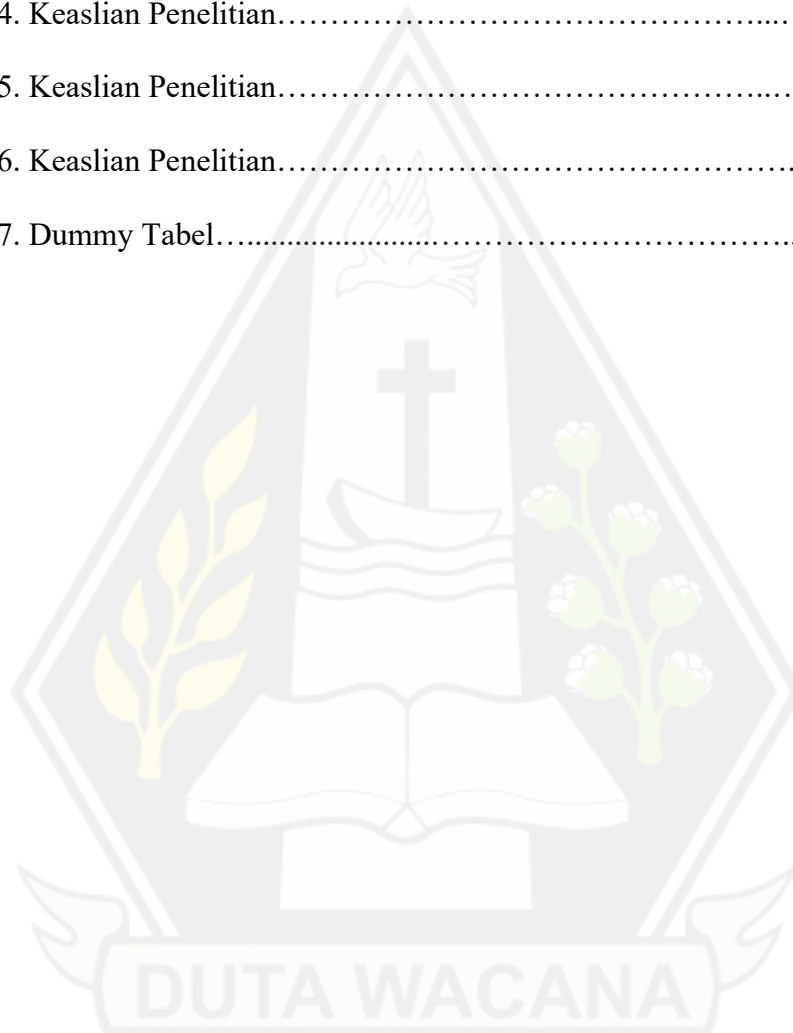 4. Keaslian Penelitian…………………………………………...…
5. Keaslian Penelitian…………………………………………..…
6. Keaslian Penelitian…………………………………………….
7. Dummy Tabel….......................……………………………..
DUTA WACANA